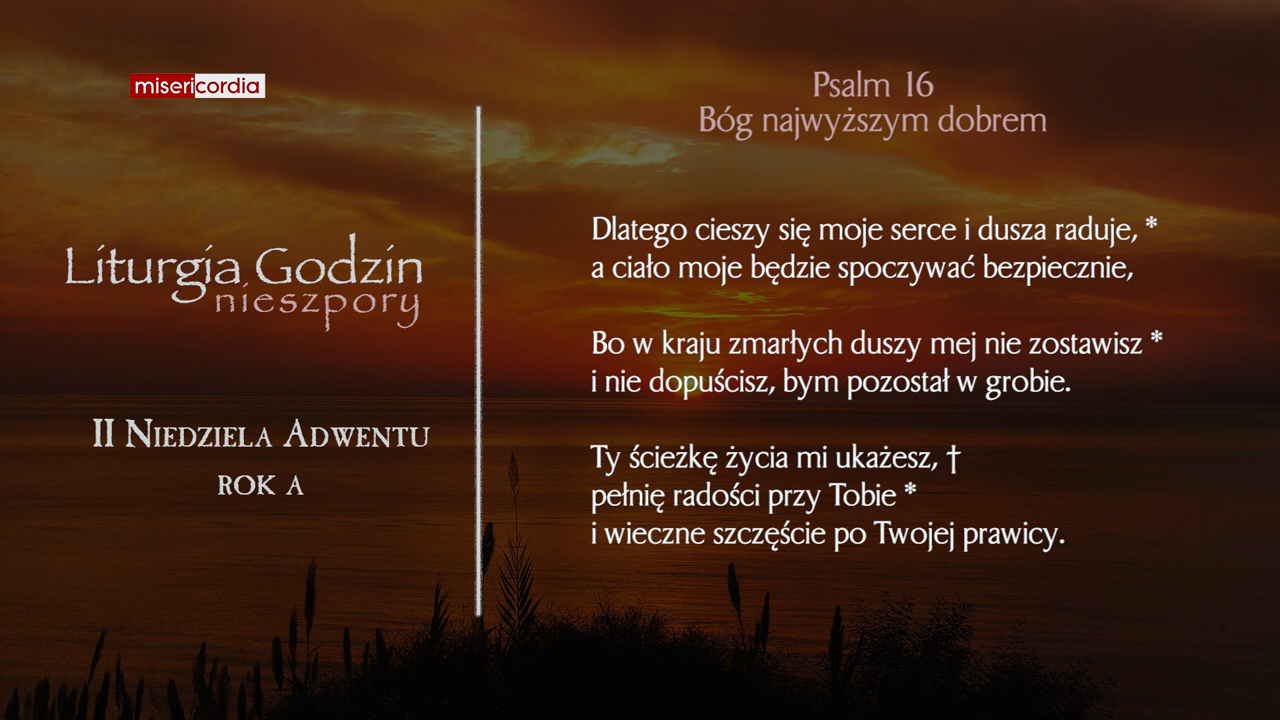 misericordia
Liturgia Godzin
nieszpory
II Niedziela Adwentu
rok A
Psalm 16
Bóg najwyższym dobrem
Dlatego cieszy się moje serce i dusza raduje, *
a ciało moje będzie spoczywać bezpiecznie,
Bo w kraju zmarłych duszy mej nie zostawisz *
i nie dopuścisz, bym pozostał w grobie.
Ty ścieżkę życia mi ukażesz, †
pełnię radości przy Tobie *
i wieczne szczęście po Twojej prawicy.